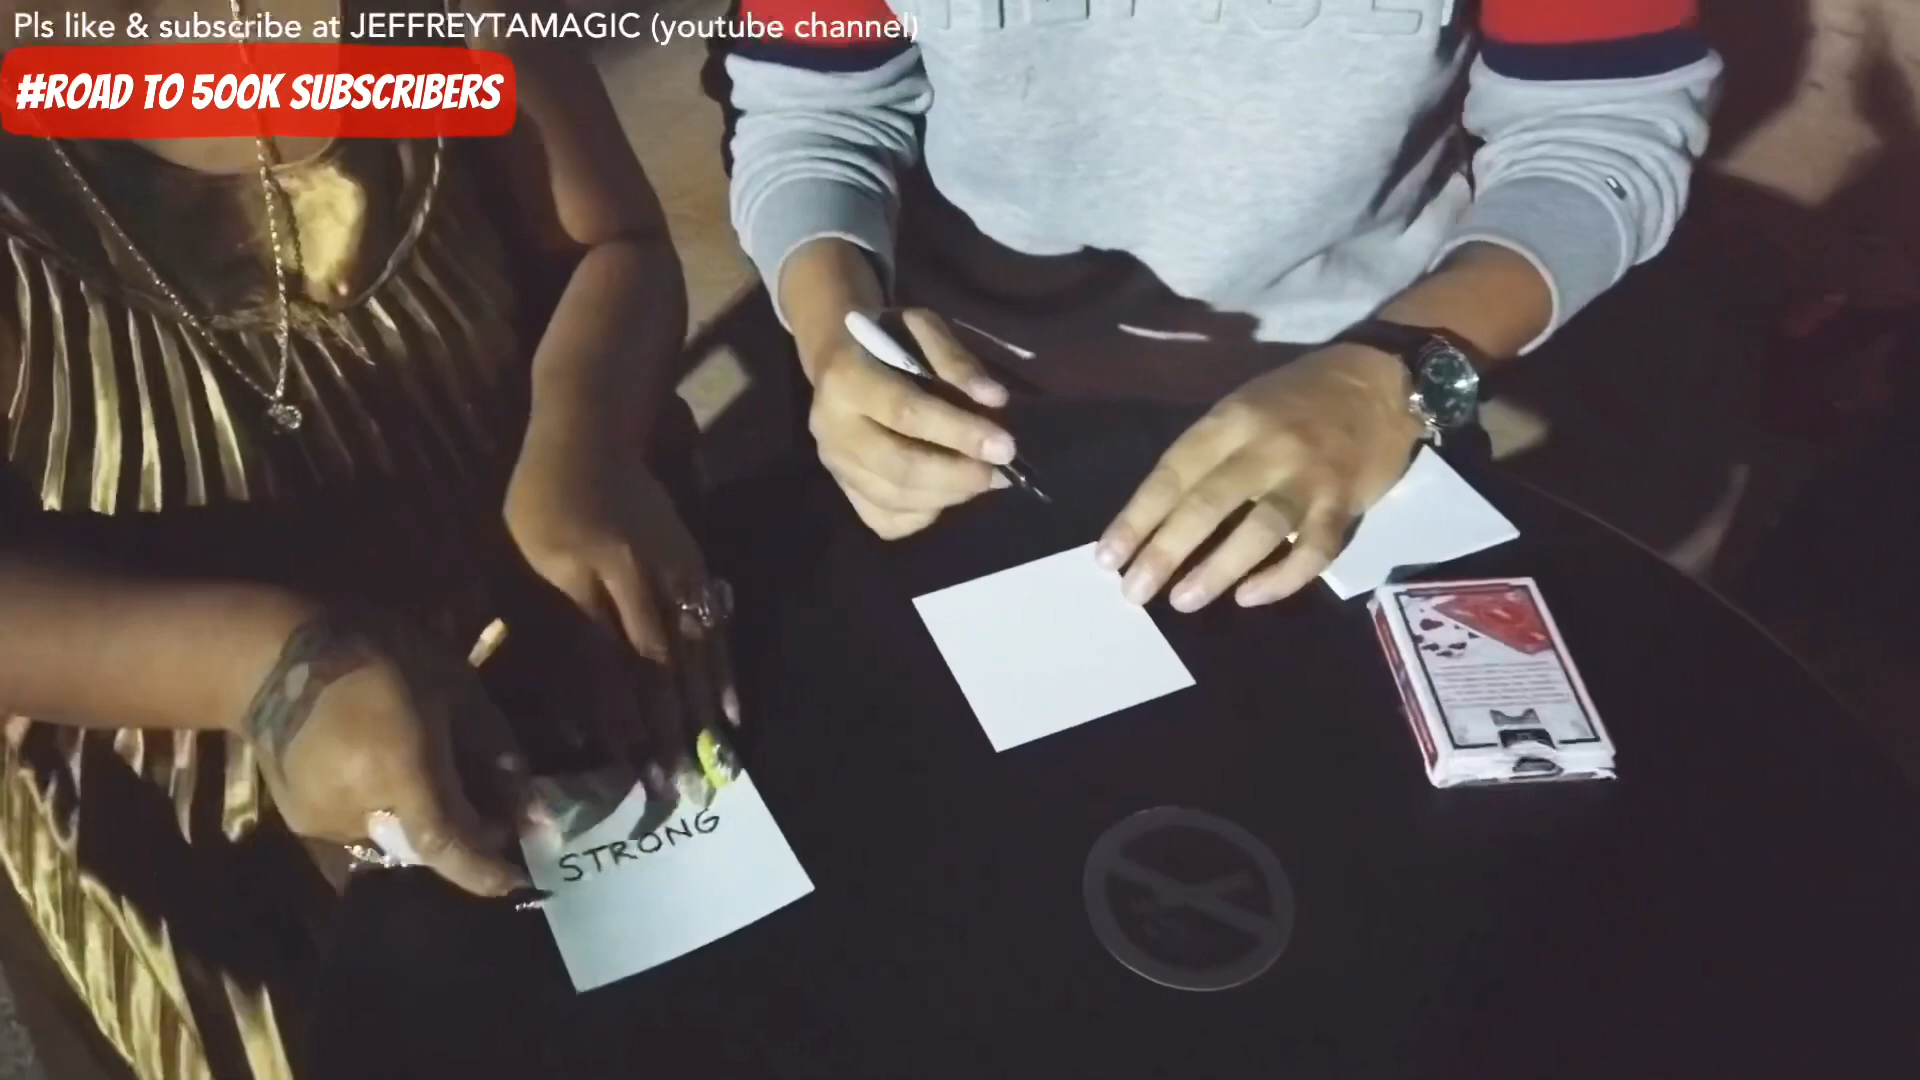 Pls like & subscribe at JEFFREYTAMAGIC (youtube channel)
#ROAD TO 500K SUBSCRIBERS
STRONG